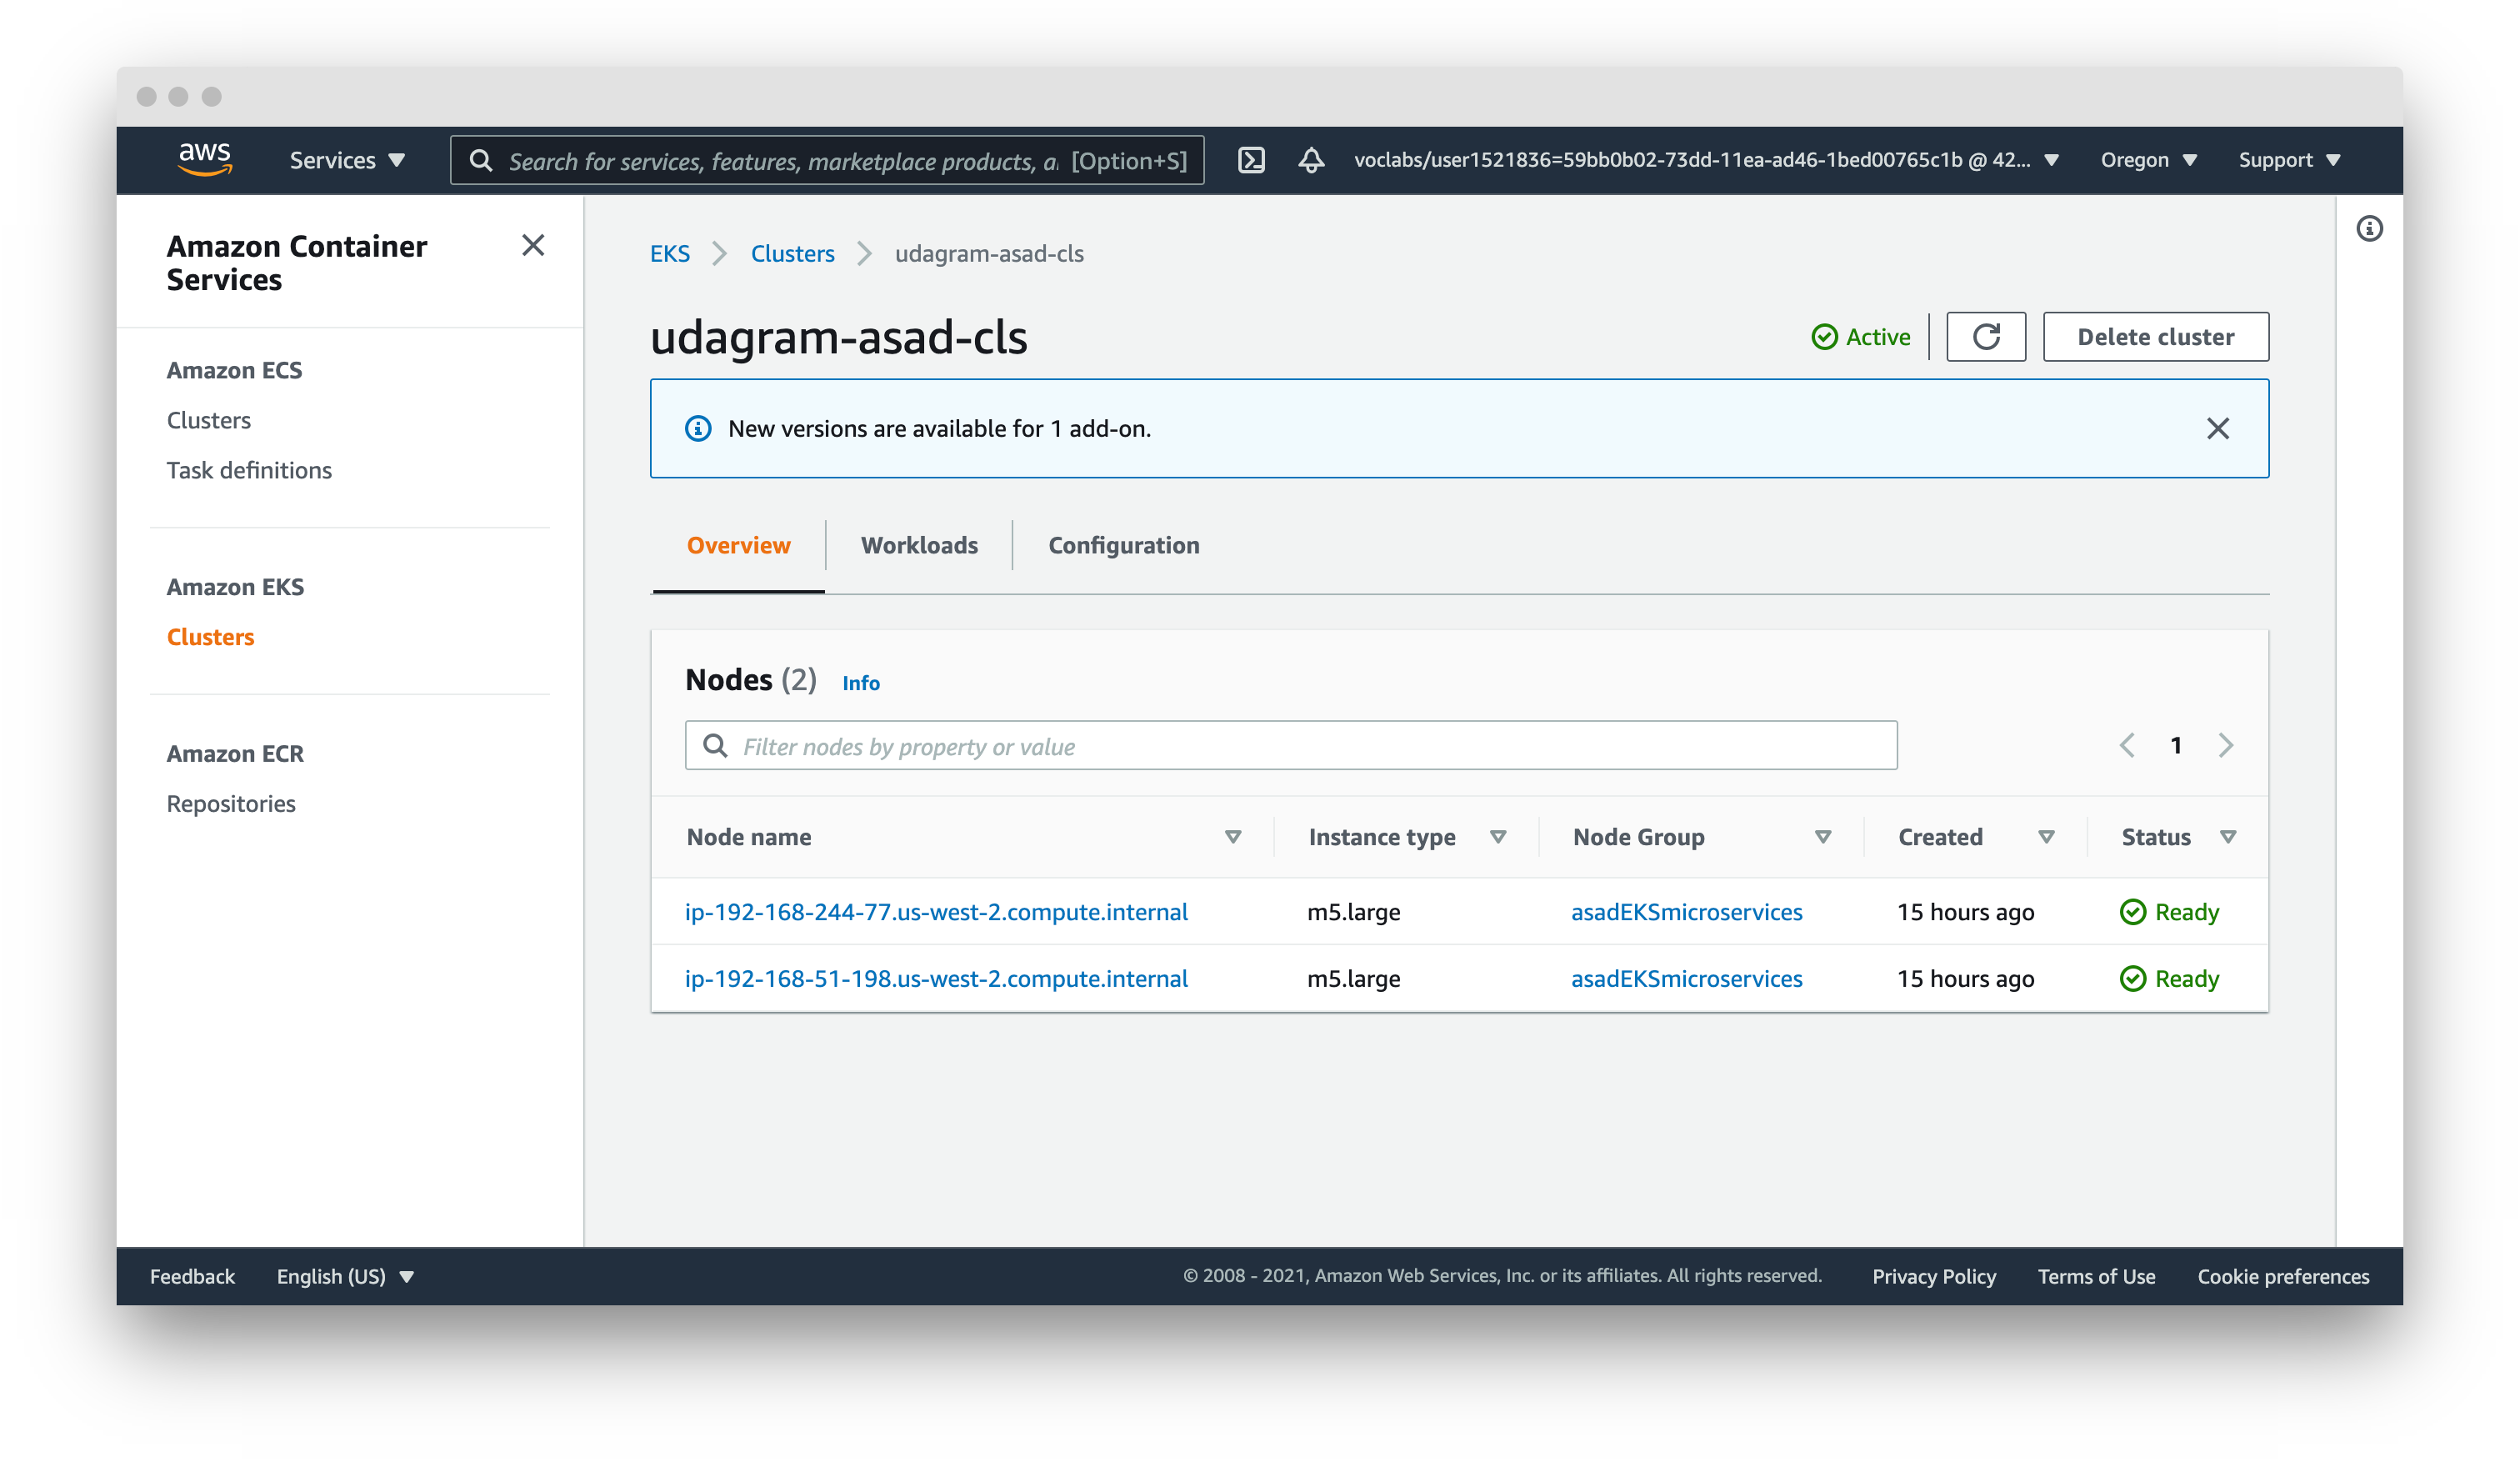 aws
Services
Search for services, features, marketplace products, a [Option+S]
voclabs/user1521836=59bb0b02-73dd-11ea-ad46-1bed00765c1b @ 42...
Oregon
Support
Amazon Container
Services
Amazon ECS
Clusters
Task definitions
Amazon EKS
Clusters
Amazon ECR
Repositories
EKS Clusters udagram-asad-cls
udagram-asad-cls
Active
Delete cluster
New versions are available for 1 add-on.
Overview Workloads Configuration
Nodes (2) Info
Filter nodes by property or value
1
Node name Instance type Node Group Created Status
ip-192-168-244-77.us-west-2.compute.internal m5.large asadEKSmicroservices 15 hours ago Ready
ip-192-168-51-198.us-west-2.compute.internal m5.large asadEKSmicroservices 15 hours ago Ready
Feedback English (US) © 2008 - 2021, Amazon Web Services, Inc. or its affiliates. All rights reserved. Privacy Policy Terms of Use Cookie preferences